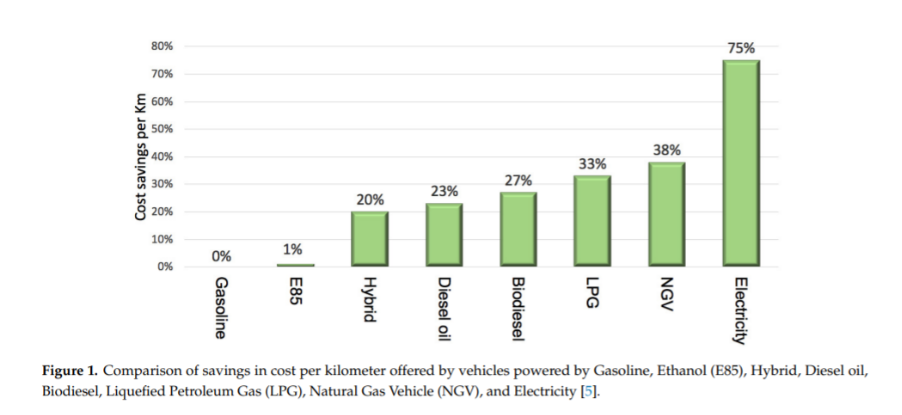 80%
70%
60%
50%
40%
30%
20%
10%
0%
Cost savings per Km
0%
1%
20%
23%
27%
33%
38%
75%
Gasoline
E85
Hybrid
Diesel oil
Biodiesel
LPG
NGV
Electricity
Figure 1. Comparison of savings in cost per kilometer offered by vehicles powered by Gasoline, Ethanol (E85), Hybrid, Diesel oil,
Biodiesel, Liquefied Petroleum Gas (LPG), Natural Gas Vehicle (NGV), and Electricity [5].